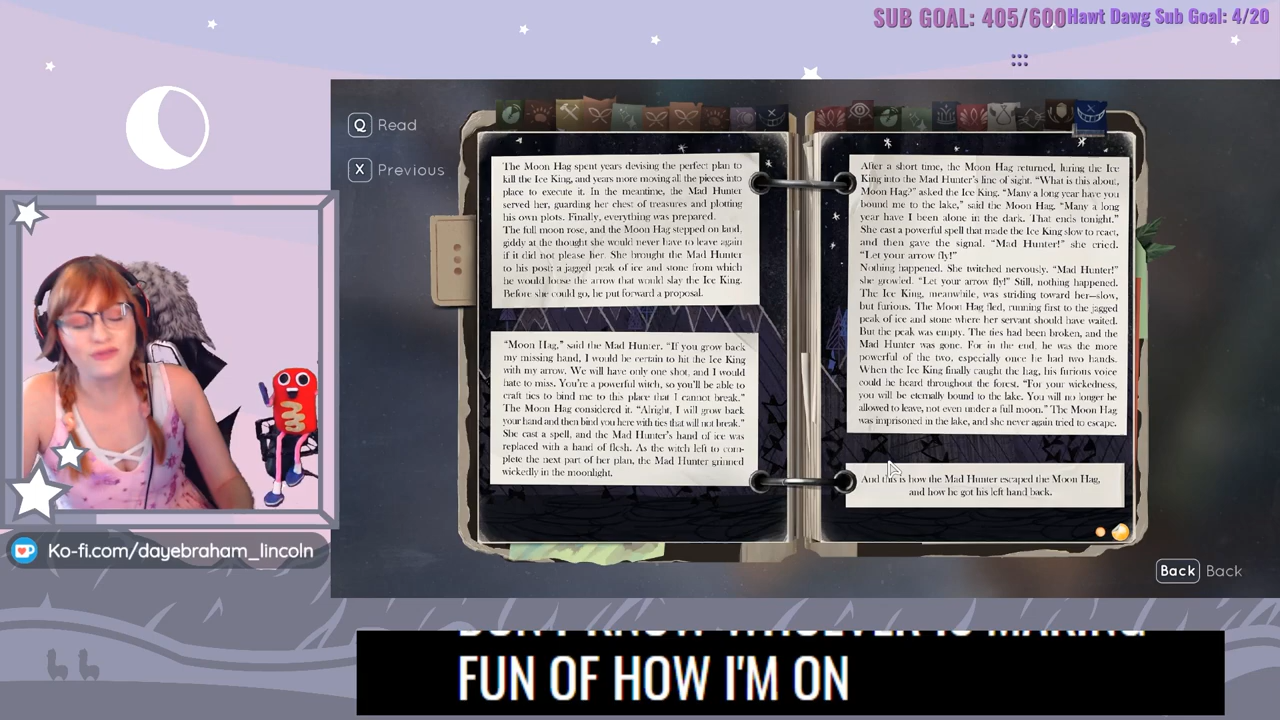 SUB GOAL: 405/600
Hawt Dawg Sub Goal: 4/20
Q Read
X Previous
The Moon Hag spent years devising the perfect plan to
kill the Ice King, and years more moving all the pieces into
place to execute it. In the meantime, the Mad Hunter
served her, guarding her chest of treasures and plotting
his own plots. Finally, everything was prepared.
The full moon rose, and the Moon Hag stepped on land,
giddy at the thought she would never have to leave again
if it did not please her. She brought the Mad Hunter
to his post: a jagged peak of ice and stone from which
he would loose the arrow that would slay the Ice King.
Before she could go, he put forward a proposal.
“Moon Hag,” said the Mad Hunter. “If you grow back
my missing hand, I would be certain to hit the Ice King
with my arrow. We will have only one shot, and I would
hate to miss. You're a powerful witch, so you'll be able to
craft ties to bind me to this place that I cannot break.”
The Moon Hag considered it. “Alright, I will grow back
your hand and then bind you here with ties that will not break.”
She cast a spell, and the Mad Hunter's hand of ice was
replaced with a hand of flesh. As the witch left to com-
plete the next part of her plan, the Mad Hunter grinned
wickedly in the moonlight.
After a short time, the Moon Hag returned, luring the Ice
King into the Mad Hunter's line of sight. “What is this about,
Moon Hag?” asked the Ice King. “Many a long year have you
bound me to the lake,” said the Moon Hag. “Many a long
year have I been alone in the dark. That ends tonight.”
She cast a powerful spell that made the Ice King slow to react,
and then gave the signal. “Mad Hunter!” she cried.
“Let your arrow fly!”
Nothing happened. She twitched nervously. “Mad Hunter!”
she growled. “Let your arrow fly!” Still, nothing happened.
The Ice King, meanwhile, was striding toward her—slow,
but furious. The Moon Hag fled, running first to the jagged
peak of ice and stone where her servant should have waited.
But the peak was empty. The ties had been broken, and the
Mad Hunter was gone. For in the end, he was the more
powerful of the two, especially once he had two hands.
When the Ice King finally caught the hag, his furious voice
could be heard throughout the forest. “For your wickedness,
you will be eternally bound to the lake. You will no longer be
allowed to leave, not even under a full moon.” The Moon Hag
was imprisoned in the lake, and she never again tried to escape.
And this is how the Mad Hunter escaped the Moon Hag,
and how he got his left hand back.
Back Back
Ko-fi.com/dayebraham_lincoln
DON'T KNOW WHOEVER IS MAKING
FUN OF HOW I'M ON